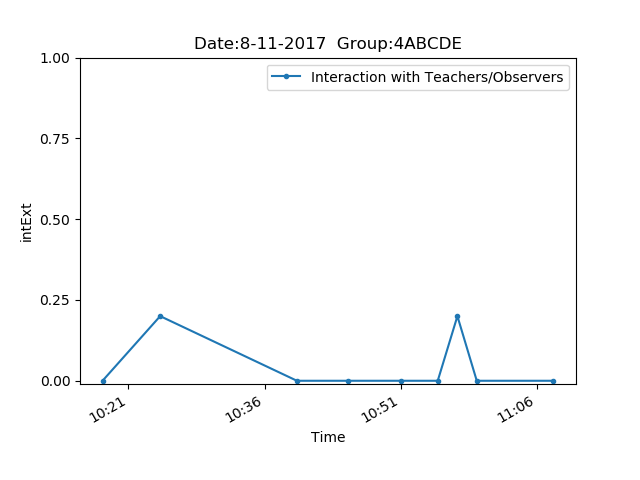 Date:8-11-2017  Group:4ABCDE
1.00
Interaction with Teachers/Observers
0.75
intExt
0.50
0.25
0.00
10:21
10:36
10:51
11:06
Time